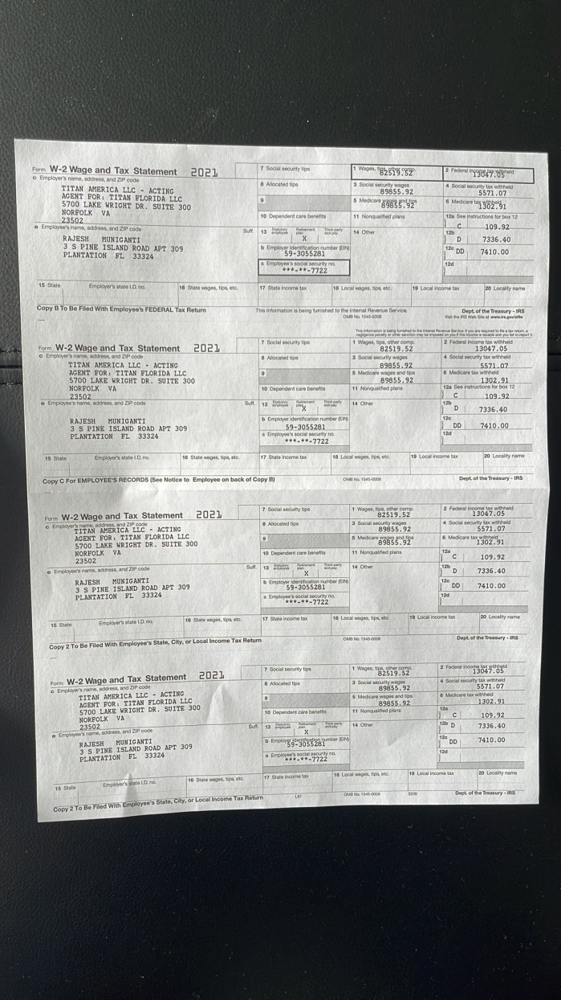 Form W-2 Wage and Tax Statement 2021
c Employer's name, address, and ZIP code
TITAN AMERICA LLC - ACTING
AGENT FOR: TITAN FLORIDA LLC
5700 LAKE WRIGHT DR. SUITE 300
NORFOLK VA
23502
e Employee's name, address, and ZIP code Suff.
RAJESH MUNIGANTI
3 S PINE ISLAND ROAD APT 309
PLANTATION FL 33324
7 Social security tips
1 Wages, tips, other comp.
82519.52
2 Federal income tax withheld
13047.05
8 Allocated tips
3 Social security wages
89855.92
4 Social security tax withheld
5571.07
9
5 Medicare wages and tips
89855.92
6 Medicare tax withheld
1302.91
10 Dependent care benefits
11 Nonqualified plans
12a See instructions for box 12
C 109.92
13 Statutory employee Retirement plan Third-party sick pay
X
14 Other
12b
D 7336.40
b Employer identification number (EIN)
59-3055281
12c DD 7410.00
a Employee's social security no.
***-**-7722
12d
15 State Employer's state I.D. no. 16 State wages, tips, etc. 17 State income tax 18 Local wages, tips, etc. 19 Local income tax 20 Locality name
Copy B To Be Filed With Employee's FEDERAL Tax Return
This information is being furnished to the Internal Revenue Service.
OMB No. 1545-0008
Dept. of the Treasury - IRS
Visit the IRS Web Site at www.irs.gov/efile
This information is being furnished to the Internal Revenue Service. If you are required to file a tax return, a
negligence penalty or other sanction may be imposed on you if this income is taxable and you fail to report it.
Form W-2 Wage and Tax Statement 2021
c Employer's name, address, and ZIP code
TITAN AMERICA LLC - ACTING
AGENT FOR: TITAN FLORIDA LLC
5700 LAKE WRIGHT DR. SUITE 300
NORFOLK VA
23502
e Employee's name, address, and ZIP code Suff.
RAJESH MUNIGANTI
3 S PINE ISLAND ROAD APT 309
PLANTATION FL 33324
7 Social security tips
1 Wages, tips, other comp.
82519.52
2 Federal income tax withheld
13047.05
8 Allocated tips
3 Social security wages
89855.92
4 Social security tax withheld
5571.07
9
5 Medicare wages and tips
89855.92
6 Medicare tax withheld
1302.91
10 Dependent care benefits
11 Nonqualified plans
12a See instructions for box 12
C 109.92
13 Statutory employee Retirement plan Third-party sick pay
X
14 Other
12b
D 7336.40
b Employer identification number (EIN)
59-3055281
12c
DD 7410.00
a Employee's social security no.
***-**-7722
12d
15 State Employer's state I.D. no. 16 State wages, tips, etc. 17 State income tax 18 Local wages, tips, etc. 19 Local income tax 20 Locality name
Copy C For EMPLOYEE'S RECORDS (See Notice to Employee on back of Copy B)
OMB No. 1545-0008
Dept. of the Treasury - IRS
Form W-2 Wage and Tax Statement 2021
c Employer's name, address, and ZIP code
TITAN AMERICA LLC - ACTING
AGENT FOR: TITAN FLORIDA LLC
5700 LAKE WRIGHT DR. SUITE 300
NORFOLK VA
23502
e Employee's name, address, and ZIP code Suff.
RAJESH MUNIGANTI
3 S PINE ISLAND ROAD APT 309
PLANTATION FL 33324
7 Social security tips
1 Wages, tips, other comp.
82519.52
2 Federal income tax withheld
13047.05
8 Allocated tips
3 Social security wages
89855.92
4 Social security tax withheld
5571.07
9
5 Medicare wages and tips
89855.92
6 Medicare tax withheld
1302.91
10 Dependent care benefits
11 Nonqualified plans
12a
C 109.92
13 Statutory employee Retirement plan Third-party sick pay
X
14 Other
12b D 7336.40
b Employer identification number (EIN)
59-3055281
12c
DD 7410.00
a Employee's social security no.
***-**-7722
12d
15 State Employer's state I.D. no. 16 State wages, tips, etc. 17 State income tax 18 Local wages, tips, etc. 19 Local income tax 20 Locality name
Copy 2 To Be Filed With Employee's State, City, or Local Income Tax Return
OMB No. 1545-0008
Dept. of the Treasury - IRS
Form W-2 Wage and Tax Statement 2021
c Employer's name, address, and ZIP code
TITAN AMERICA LLC - ACTING
AGENT FOR: TITAN FLORIDA LLC
5700 LAKE WRIGHT DR. SUITE 300
NORFOLK VA
23502
e Employee's name, address, and ZIP code Suff.
RAJESH MUNIGANTI
3 S PINE ISLAND ROAD APT 309
PLANTATION FL 33324
7 Social security tips
1 Wages, tips, other comp.
82519.52
2 Federal income tax withheld
13047.05
8 Allocated tips
3 Social security wages
89855.92
4 Social security tax withheld
5571.07
9
5 Medicare wages and tips
89855.92
6 Medicare tax withheld
1302.91
10 Dependent care benefits
11 Nonqualified plans
12a
C 109.92
13 Statutory employee Retirement plan Third-party sick pay
X
14 Other
12b D 7336.40
b Employer identification number (EIN)
59-3055281
12c
DD 7410.00
a Employee's social security no.
***-**-7722
12d
15 State Employer's state I.D. no. 16 State wages, tips, etc. 17 State income tax 18 Local wages, tips, etc. 19 Local income tax 20 Locality name
Copy 2 To Be Filed With Employee's State, City, or Local Income Tax Return
L87
OMB No. 1545-0008
5206
Dept. of the Treasury - IRS